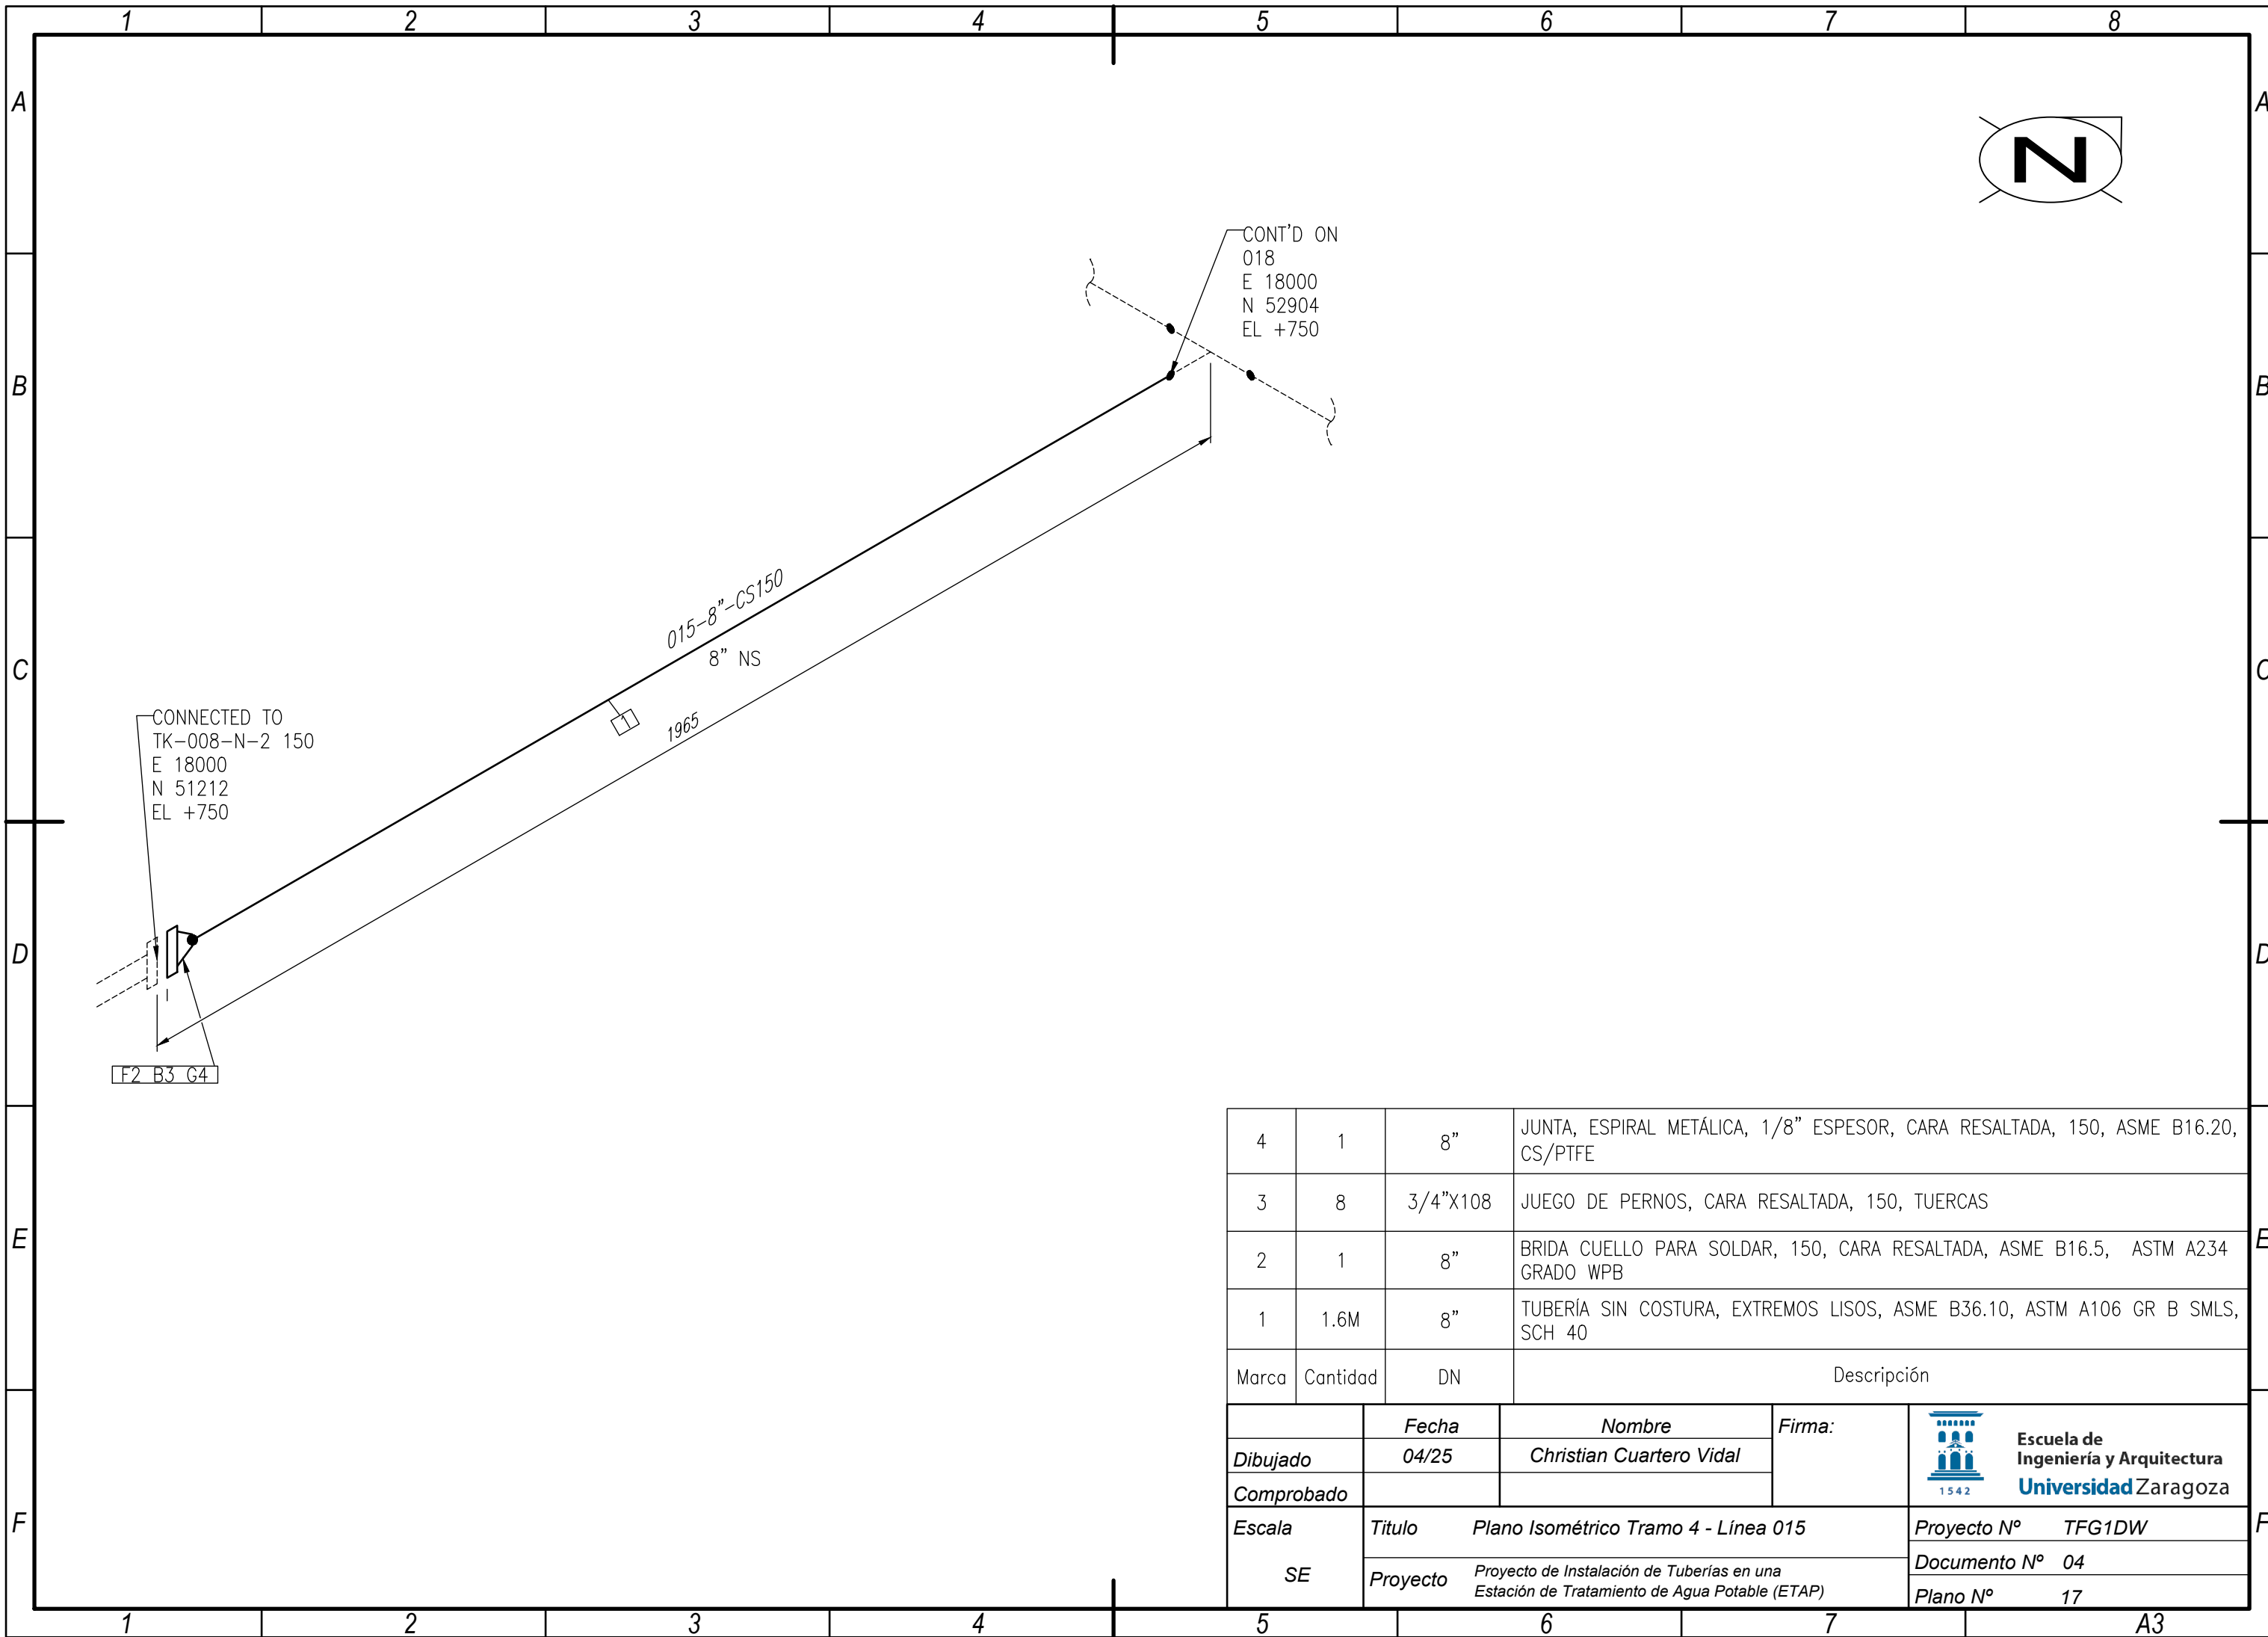 1 2 3 4 5 6 7 8
A A
N
CONT'D ON
018
E 18000
N 52904
EL +750
B B
015-8"-CS150
8" NS
C C
1
1965
CONNECTED TO
TK-008-N-2 150
E 18000
N 51212
EL +750
D D
F2 B3 G4
4 1 8" JUNTA, ESPIRAL METÁLICA, 1/8" ESPESOR, CARA RESALTADA, 150, ASME B16.20,
CS/PTFE
3 8 3/4"X108 JUEGO DE PERNOS, CARA RESALTADA, 150, TUERCAS
E E
2 1 8" BRIDA CUELLO PARA SOLDAR, 150, CARA RESALTADA, ASME B16.5, ASTM A234
GRADO WPB
1 1.6M 8" TUBERÍA SIN COSTURA, EXTREMOS LISOS, ASME B36.10, ASTM A106 GR B SMLS,
SCH 40
Marca Cantidad DN Descripción
Fecha Nombre Firma:
Dibujado 04/25 Christian Cuartero Vidal
Comprobado
1542
Escuela de
Ingeniería y Arquitectura
Universidad Zaragoza
F F
Escala
SE
Titulo Plano Isométrico Tramo 4 - Línea 015
Proyecto Proyecto de Instalación de Tuberías en una
Estación de Tratamiento de Agua Potable (ETAP)
Proyecto Nº TFG1DW
Documento Nº 04
Plano Nº 17
1 2 3 4 5 6 7 A3